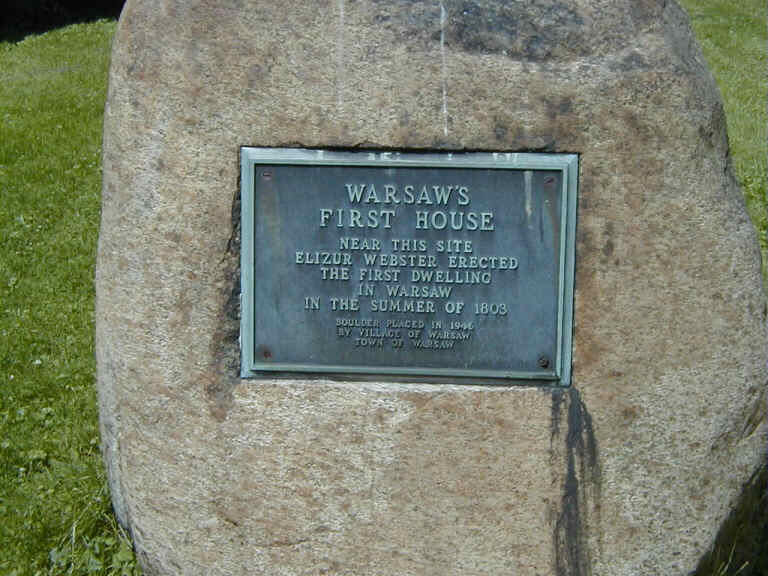 WARSAW'S
FIRST HOUSE
NEAR THIS SITE
ELIZUR WEBSTER ERECTED
THE FIRST DWELLING
IN WARSAW
IN THE SUMMER OF 1803
BOULDER PLACED IN 1946
BY VILLAGE OF WARSAW
TOWN OF WARSAW